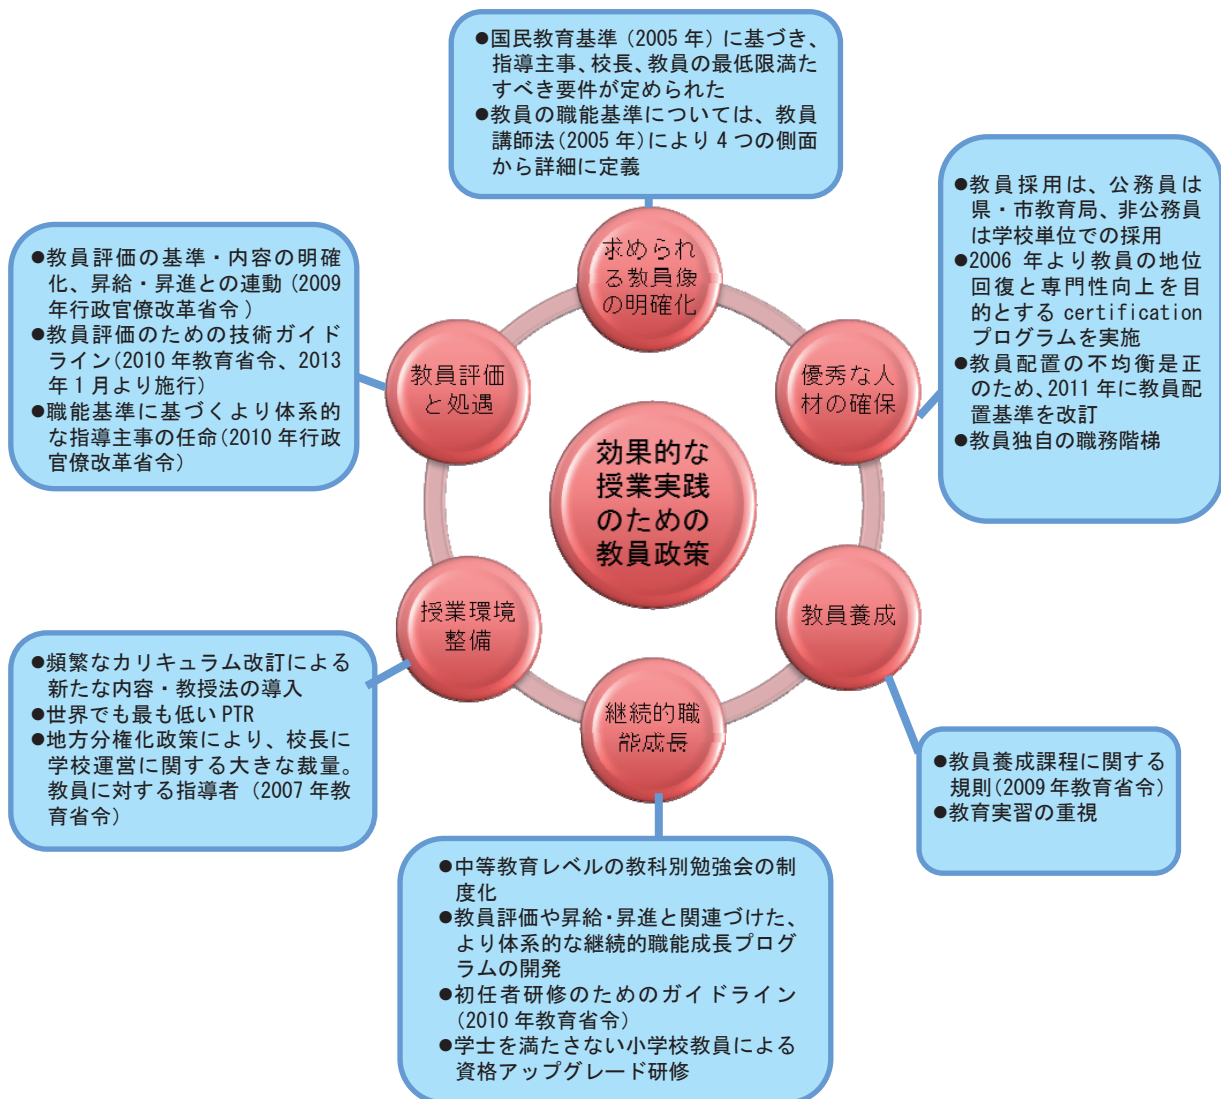 ●国民教育基準（2005 年）に基づき、
指導主事、校長、教員の最低限満た
すべき要件が定められた
●教員の職能基準については、教員
講師法(2005 年)により 4 つの側面
から詳細に定義
求められ
る教員像
の明確化
●教員採用は、公務員は
県・市教育局、非公務員
は学校単位での採用
●2006 年より教員の地位
回復と専門性向上を目
的とする certification
プログラムを実施
●教員配置の不均衡是正
のため、2011 年に教員配
置基準を改訂
●教員独自の職務階梯
優秀な人
材の確保
●教員評価の基準・内容の明確
化、昇給・昇進との連動（2009
年行政官僚改革省令）
●教員評価のための技術ガイド
ライン(2010 年教育省令、2013
年 1 月より施行)
●職能基準に基づくより体系的
な指導主事の任命(2010 年行政
官僚改革省令)
教員評価
と処遇
効果的な
授業実践
のための
教員政策
授業環境
整備
教員養成
継続的職
能成長
●頻繁なカリキュラム改訂による
新たな内容・教授法の導入
●世界でも最も低い PTR
●地方分権化政策により、校長に
学校運営に関する大きな裁量。
教員に対する指導者（2007 年教
育省令）
●教員養成課程に関する
規則(2009 年教育省令)
●教育実習の重視
●中等教育レベルの教科別勉強会の制
度化
●教員評価や昇給・昇進と関連づけた、
より体系的な継続的職能成長プログ
ラムの開発
●初任者研修のためのガイドライン
(2010 年教育省令)
●学士を満たさない小学校教員による
資格アップグレード研修